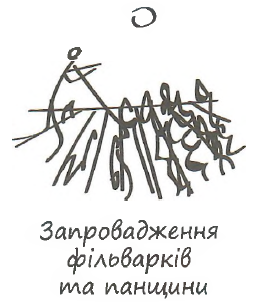 Запровадження
фільварків
та панщини